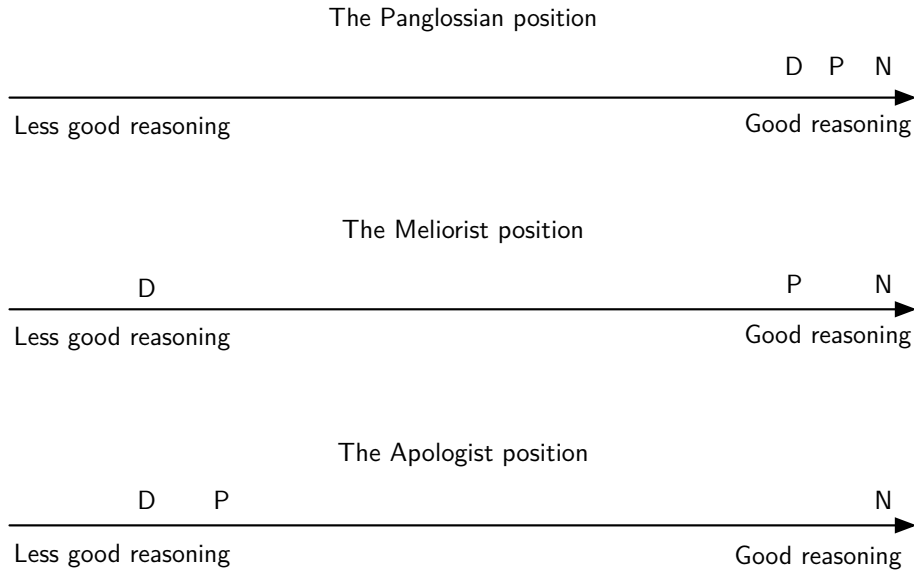 The Panglossian position
D P N
Less good reasoning Good reasoning
The Meliorist position
D P N
Less good reasoning Good reasoning
The Apologist position
D P N
Less good reasoning Good reasoning